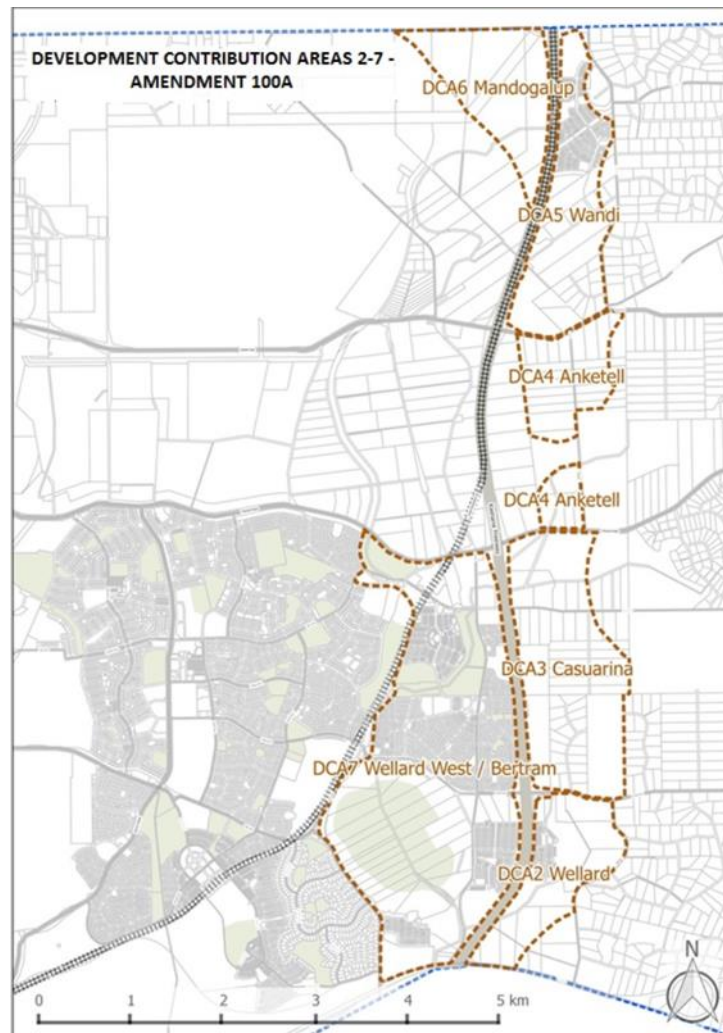 DEVELOPMENT CONTRIBUTION AREAS 2-7 -
AMENDMENT 100A
DCA6 Mandogalup
DCA5 Wandi
DCA4 Anketell
DCA4 Anketell
DCA3 Casuarina
DCA7 Wellard West / Bertram
DCA2 Wellard
N
0 1 2 3 4 5 km